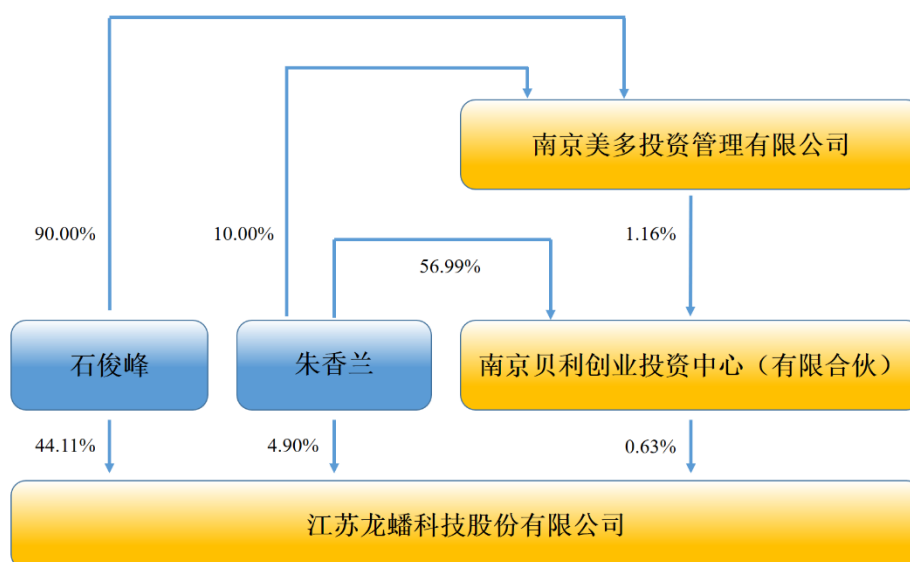 南京美多投资管理有限公司
90.00%
10.00%
1.16%
56.99%
石俊峰
朱香兰
南京贝利创业投资中心（有限合伙）
44.11%
4.90%
0.63%
江苏龙蟠科技股份有限公司